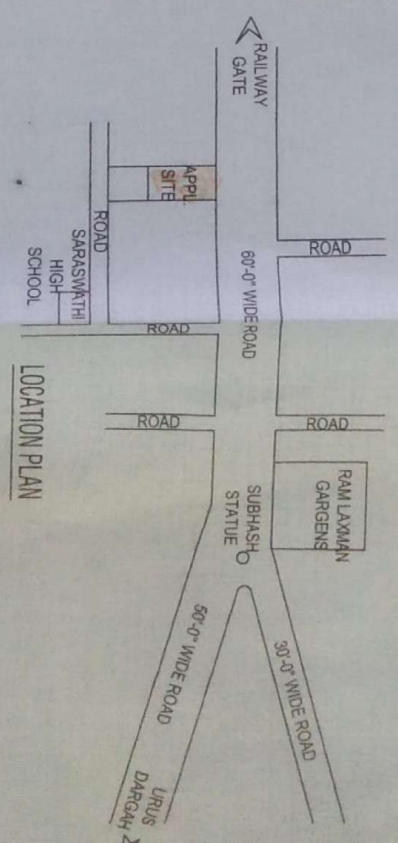 RAILWAY
GATE
APPL.
SITE
ROAD
60'-0" WIDE ROAD
ROAD
SARASWATHI
HIGH
SCHOOL
ROAD
ROAD
ROAD
RAM LAXMAN
GARGENS
SUBHASH
STATUE
50'-0" WIDE ROAD
30'-0" WIDE ROAD
URUS
DARGAH
LOCATION PLAN